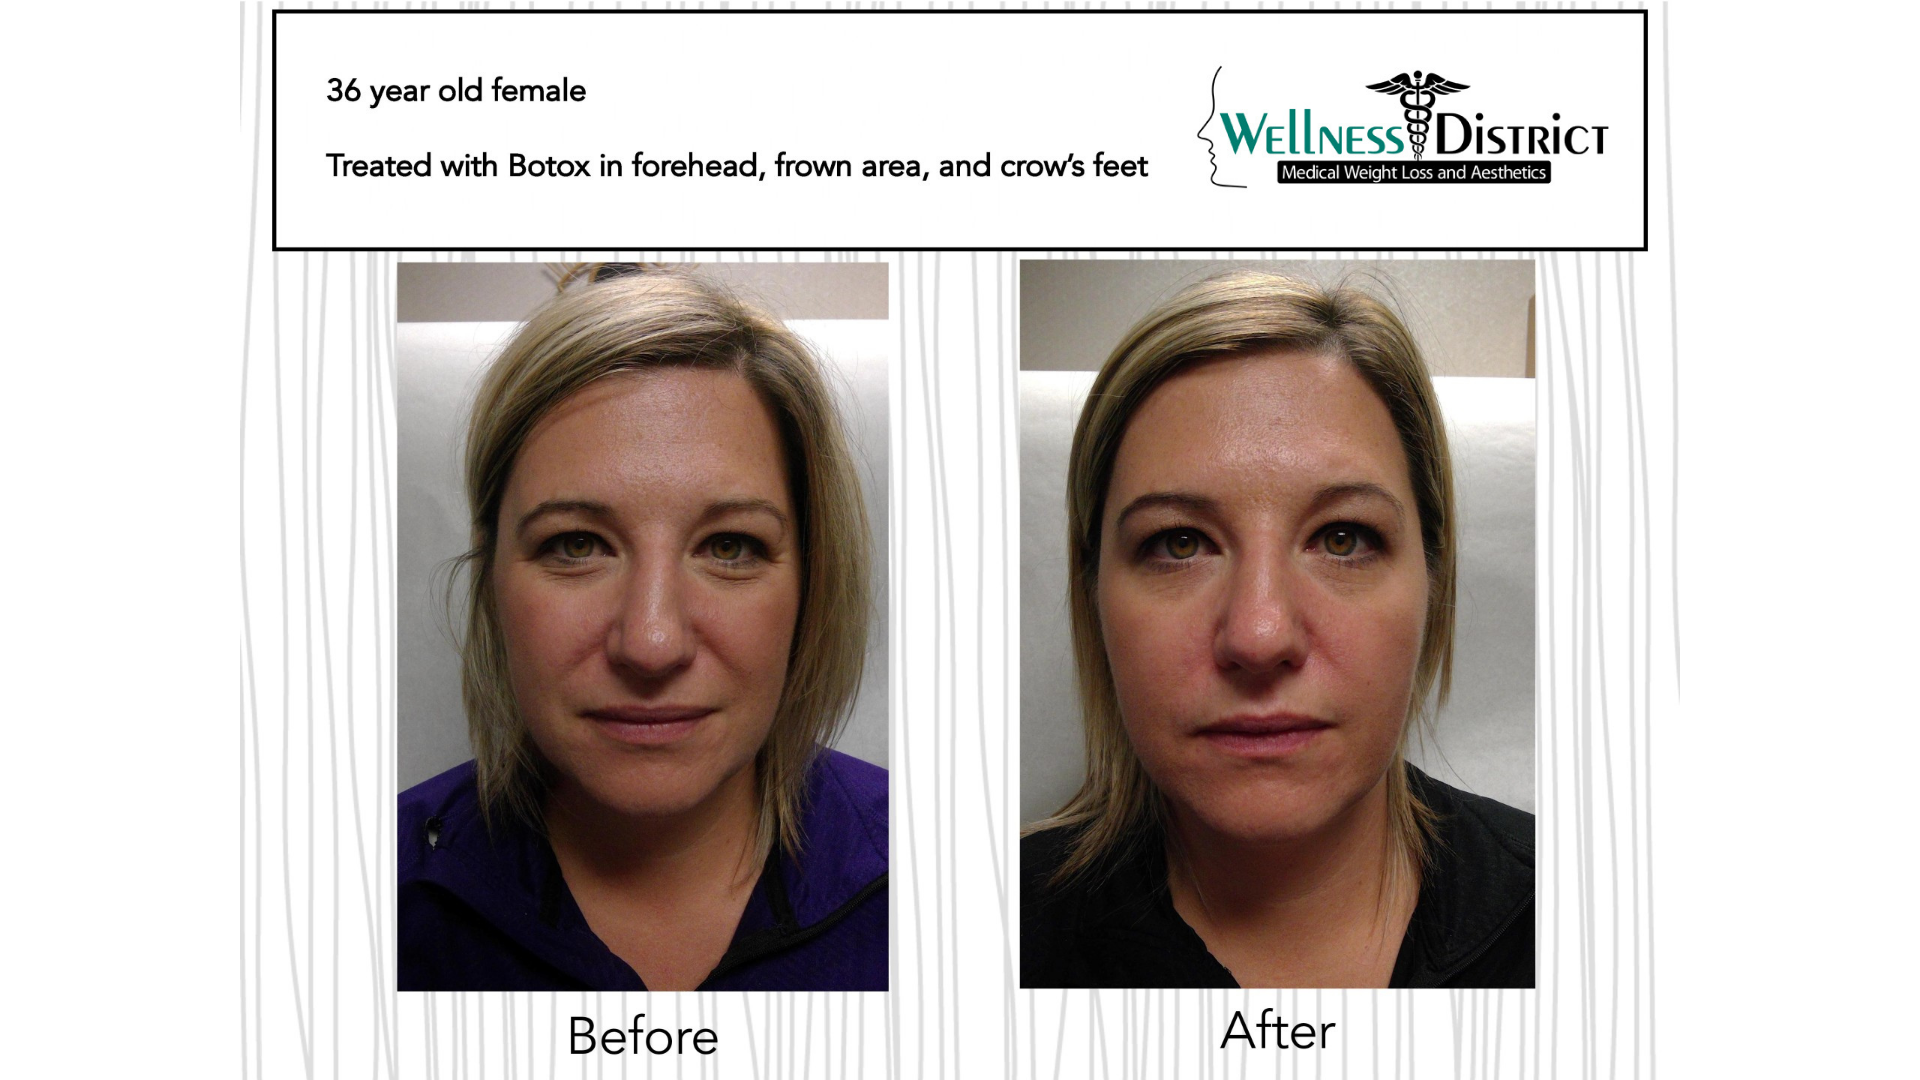 36 year old female
Treated with Botox in forehead, frown area, and crow’s feet
Wellness District
Medical Weight Loss and Aesthetics
Before
After